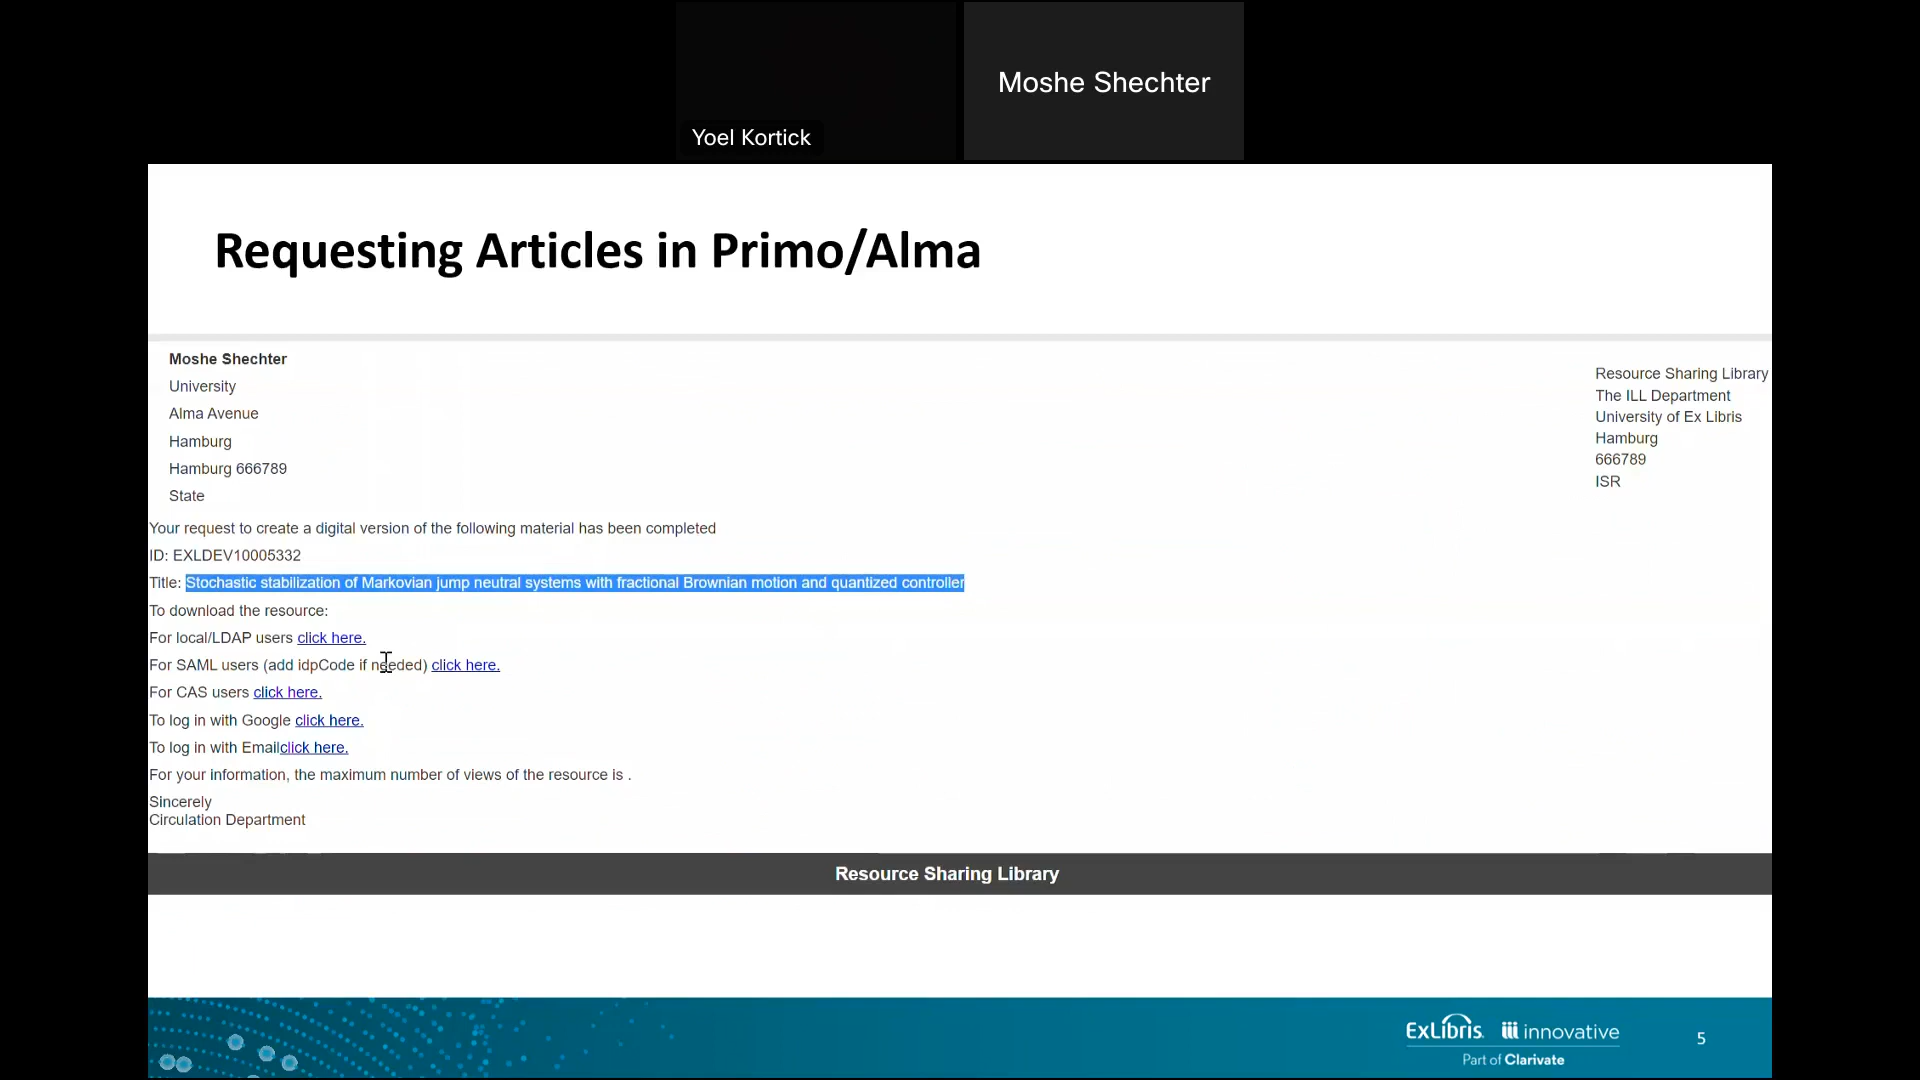 Yoel Kortick
Moshe Shechter
Requesting Articles in Primo/Alma
Moshe Shechter
University
Alma Avenue
Hamburg
Hamburg 666789
State
Resource Sharing Library
The ILL Department
University of Ex Libris
Hamburg
666789
ISR
Your request to create a digital version of the following material has been completed
ID: EXLDEV10005332
Title: Stochastic stabilization of Markovian jump neutral systems with fractional Brownian motion and quantized controller
To download the resource:
For local/LDAP users click here.
For SAML users (add idpCode if needed) click here.
For CAS users click here.
To log in with Google click here.
To log in with Emailclick here.
For your information, the maximum number of views of the resource is .
Sincerely
Circulation Department
Resource Sharing Library
ExLibris iii innovative
Part of Clarivate
5